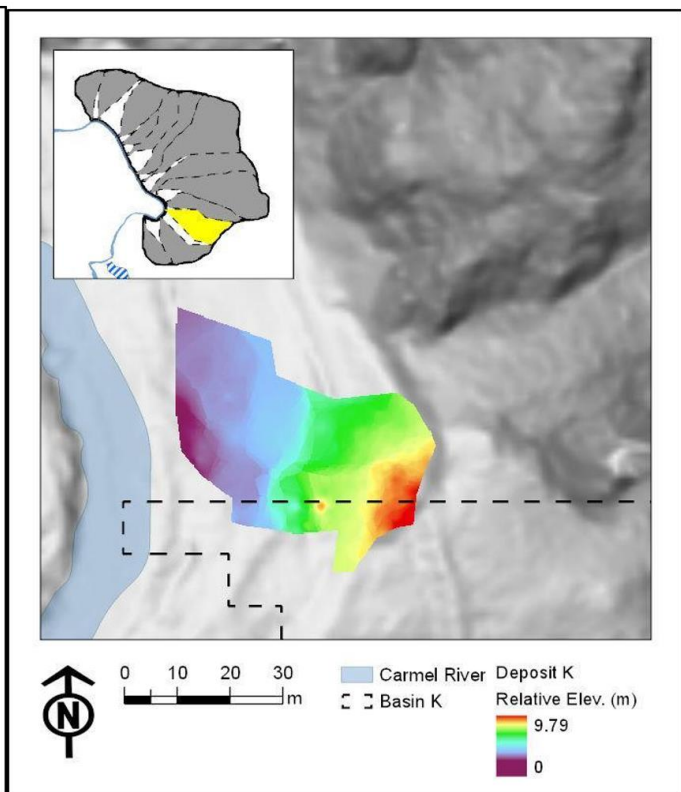 N
0 10 20 30
m
Carmel River
Basin K
Deposit K
Relative Elev. (m)
9.79
0